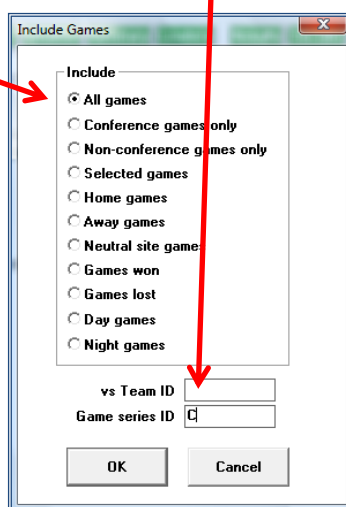 Include Games
X
Include
All games
Conference games only
Non-conference games only
Selected games
Home games
Away games
Neutral site games
Games won
Games lost
Day games
Night games
vs Team ID
Game series ID C
OK Cancel